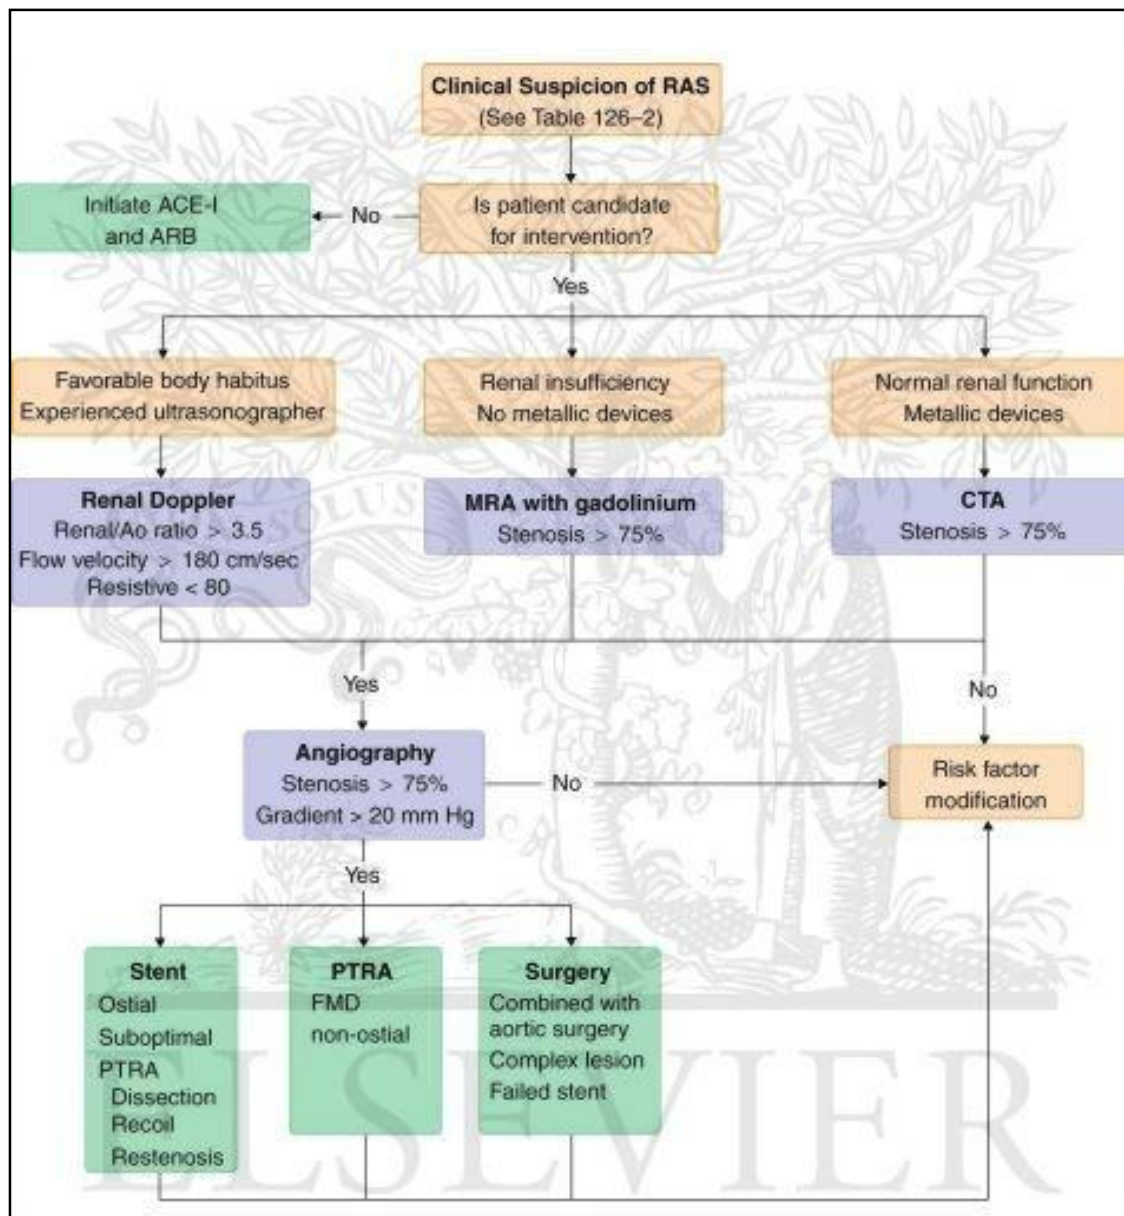 Clinical Suspicion of RAS
(See Table 126–2)
Initiate ACE-I
and ARB
No
Is patient candidate
for intervention?
Yes
Favorable body habitus
Experienced ultrasonographer
Renal insufficiency
No metallic devices
Normal renal function
Metallic devices
Renal Doppler
Renal/Ao ratio > 3.5
Flow velocity > 180 cm/sec
Resistive < 80
MRA with gadolinium
Stenosis > 75%
CTA
Stenosis > 75%
SOLUS
Yes
No
Angiography
Stenosis > 75%
Gradient > 20 mm Hg
No
Risk factor
modification
Yes
Stent
Ostial
Suboptimal
PTRA
Dissection
Recoil
Restenosis
PTRA
FMD
non-ostial
Surgery
Combined with
aortic surgery
Complex lesion
Failed stent
ELSEVIER